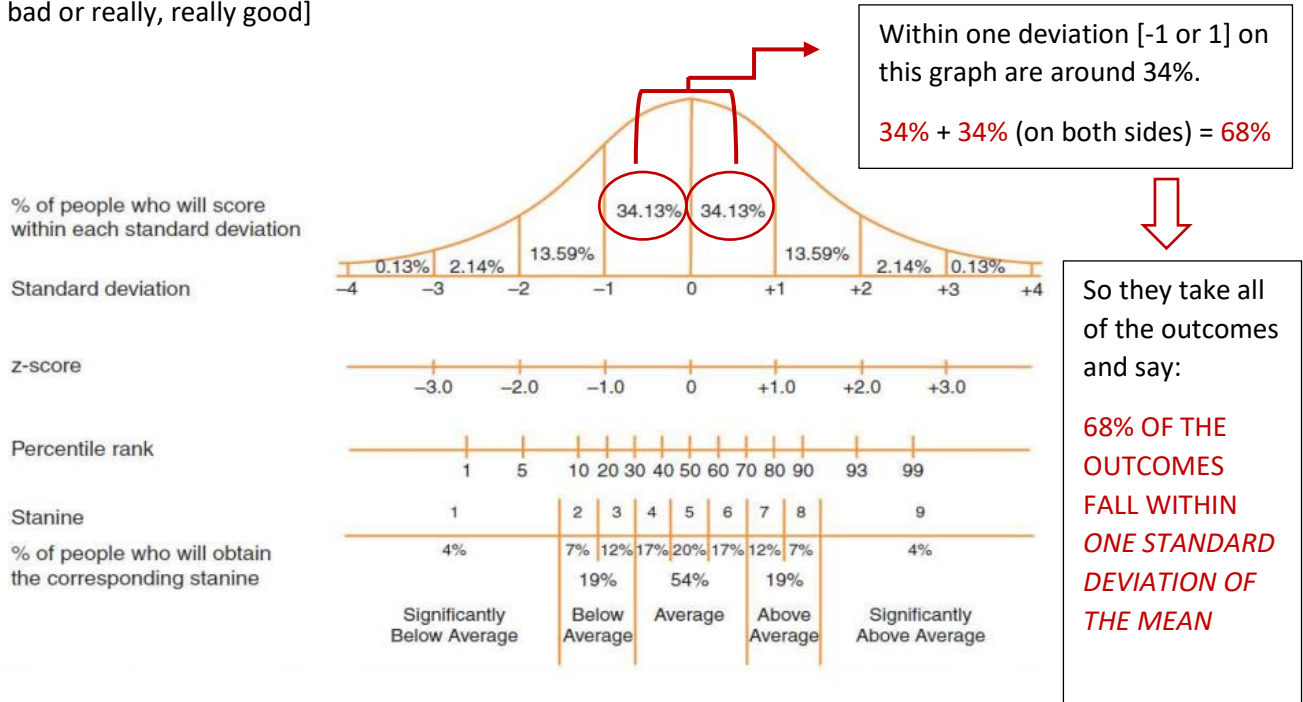 bad or really, really good]
Within one deviation [-1 or 1] on
this graph are around 34%.
34% + 34% (on both sides) = 68%
% of people who will score
within each standard deviation
0.13% 2.14% 13.59% 34.13% 34.13% 13.59% 2.14% 0.13%
Standard deviation
−4 −3 −2 −1 0 +1 +2 +3 +4
So they take all
of the outcomes
and say:
68% OF THE
OUTCOMES
FALL WITHIN
ONE STANDARD
DEVIATION OF
THE MEAN
z-score
−3.0 −2.0 −1.0 0 +1.0 +2.0 +3.0
Percentile rank
1 5 10 20 30 40 50 60 70 80 90 93 99
Stanine
1 2 3 4 5 6 7 8 9
% of people who will obtain
the corresponding stanine
4% 7% 12% 17% 20% 17% 12% 7% 4%
19% 54% 19%
Significantly
Below Average
Below
Average
Average
Above
Average
Significantly
Above Average